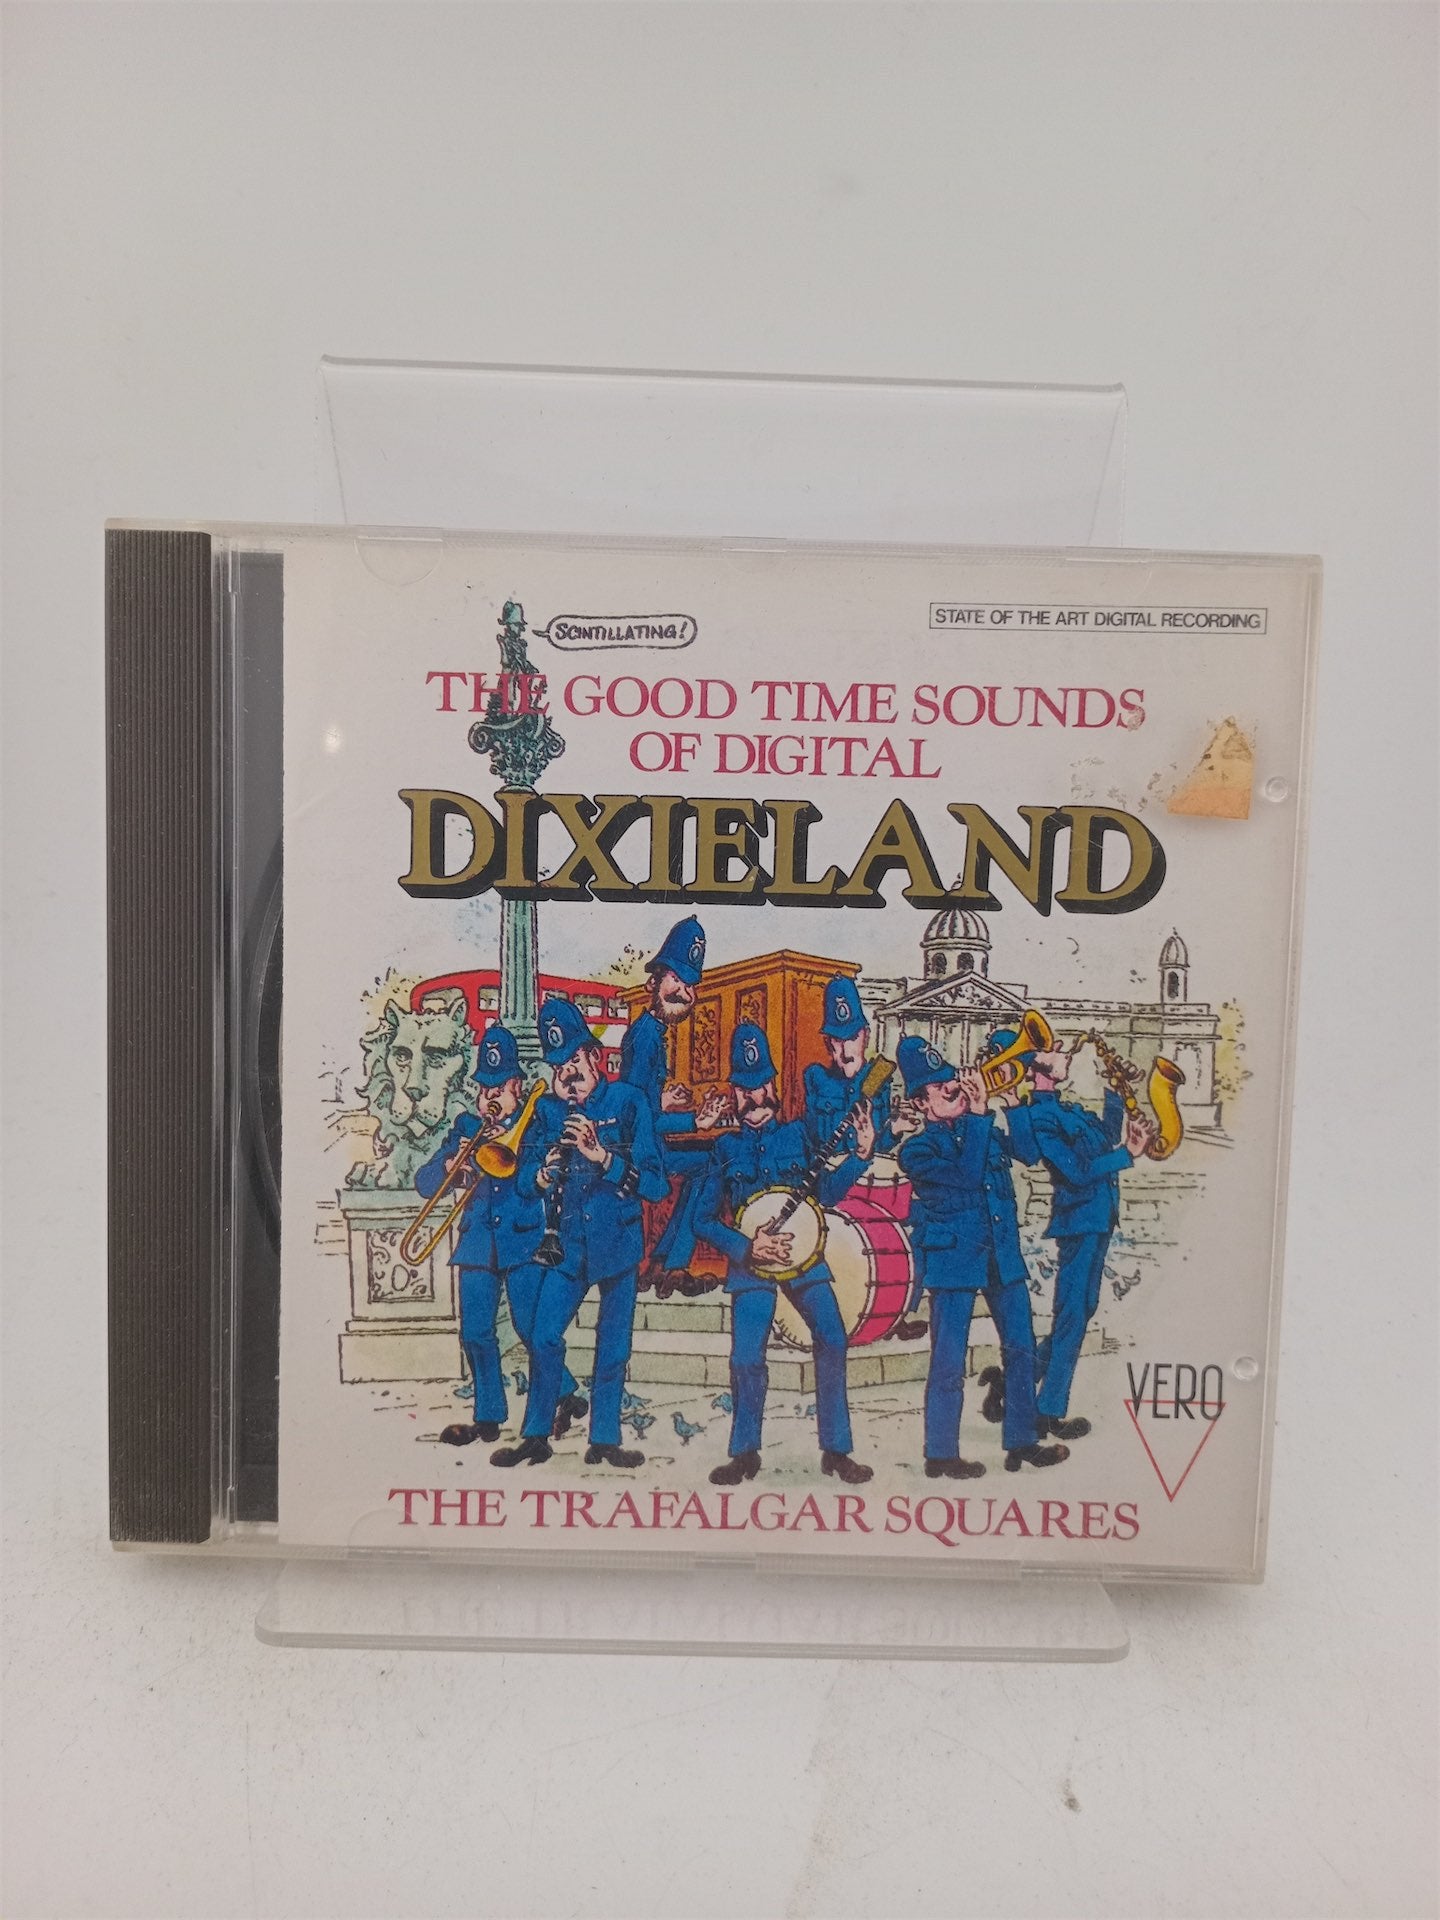 SCINTILLATING!
STATE OF THE ART DIGITAL RECORDING
THE GOOD TIME SOUNDS
OF DIGITAL
DIXIELAND
VERO
THE TRAFALGAR SQUARES